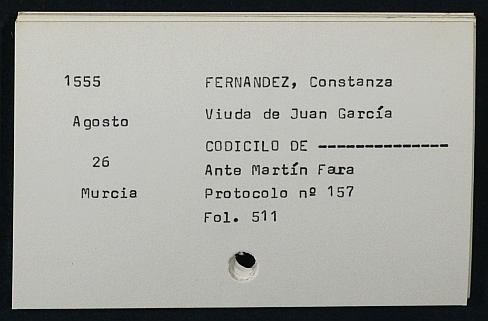 1555
Agosto
26
Murcia
FERNANDEZ, Constanza
Viuda de Juan García
CODICILO DE --------------
Ante Martín Fara
Protocolo nº 157
Fol. 511